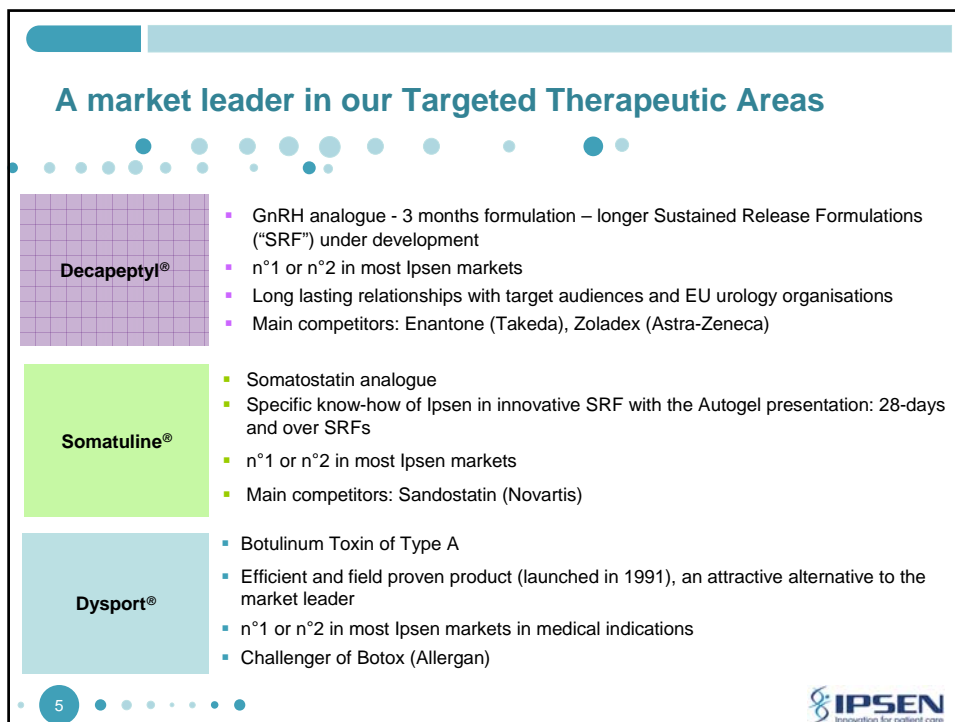 A market leader in our Targeted Therapeutic Areas
Decapeptyl®
▪ GnRH analogue - 3 months formulation – longer Sustained Release Formulations
(“SRF”) under development
▪ n°1 or n°2 in most Ipsen markets
▪ Long lasting relationships with target audiences and EU urology organisations
▪ Main competitors: Enantone (Takeda), Zoladex (Astra-Zeneca)
Somatuline®
▪ Somatostatin analogue
▪ Specific know-how of Ipsen in innovative SRF with the Autogel presentation: 28-days
and over SRFs
▪ n°1 or n°2 in most Ipsen markets
▪ Main competitors: Sandostatin (Novartis)
Dysport®
▪ Botulinum Toxin of Type A
▪ Efficient and field proven product (launched in 1991), an attractive alternative to the
market leader
▪ n°1 or n°2 in most Ipsen markets in medical indications
▪ Challenger of Botox (Allergan)
5
IPSEN
Innovation for patient care